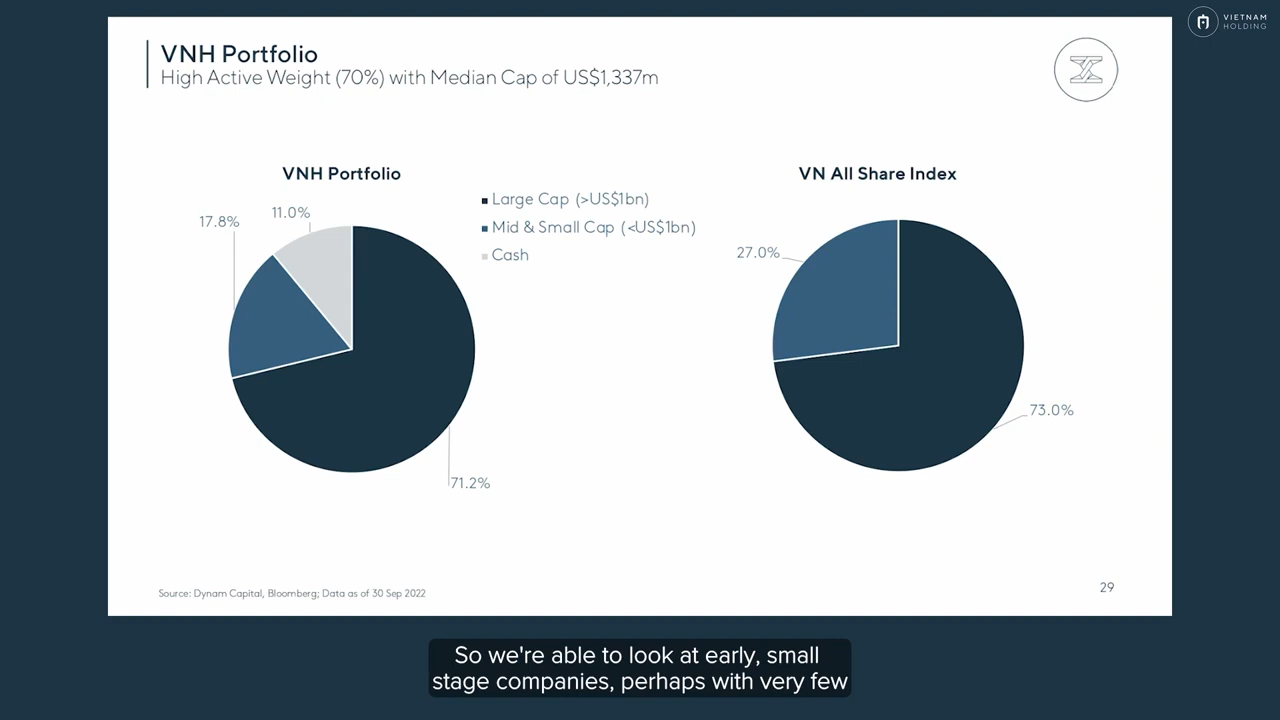 VIETNAM
HOLDING
VNH Portfolio
High Active Weight (70%) with Median Cap of US$1,337m
VNH Portfolio
17.8%
11.0%
71.2%
Large Cap (>US$1bn)
Mid & Small Cap (<US$1bn)
Cash
VN All Share Index
27.0%
73.0%
Source: Dynam Capital, Bloomberg; Data as of 30 Sep 2022
29
So we're able to look at early, small
stage companies, perhaps with very few